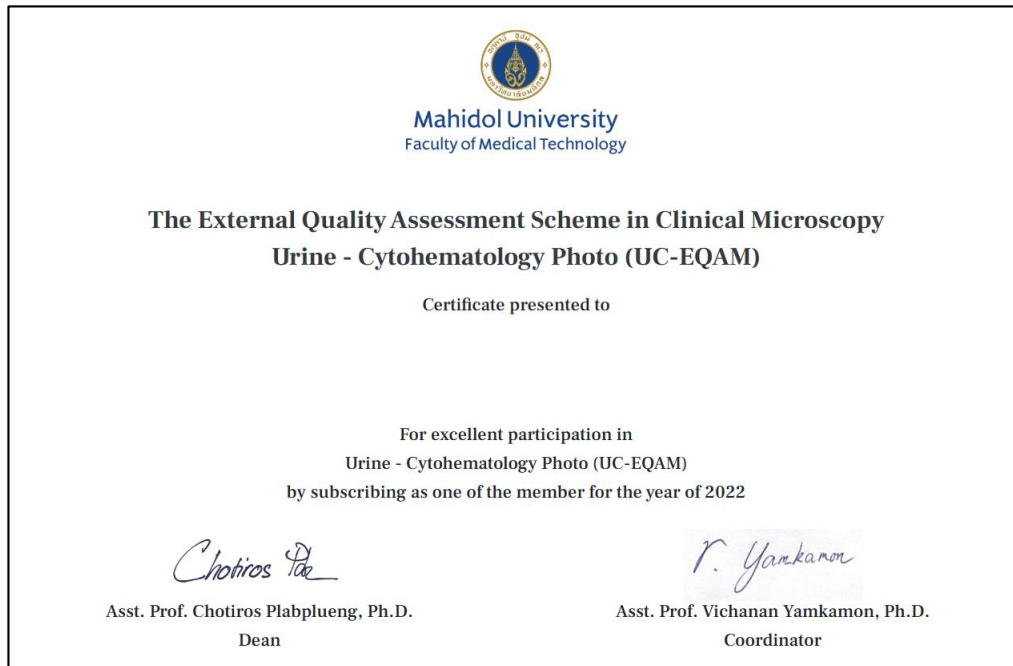 Mahidol University
Faculty of Medical Technology
The External Quality Assessment Scheme in Clinical Microscopy
Urine - Cytohematology Photo (UC-EQAM)
Certificate presented to
For excellent participation in
Urine - Cytohematology Photo (UC-EQAM)
by subscribing as one of the member for the year of 2022
Chotiros
V. Yamkamon
Asst. Prof. Chotiros Plabplueng, Ph.D.
Asst. Prof. Vichanan Yamkamon, Ph.D.
Dean
Coordinator